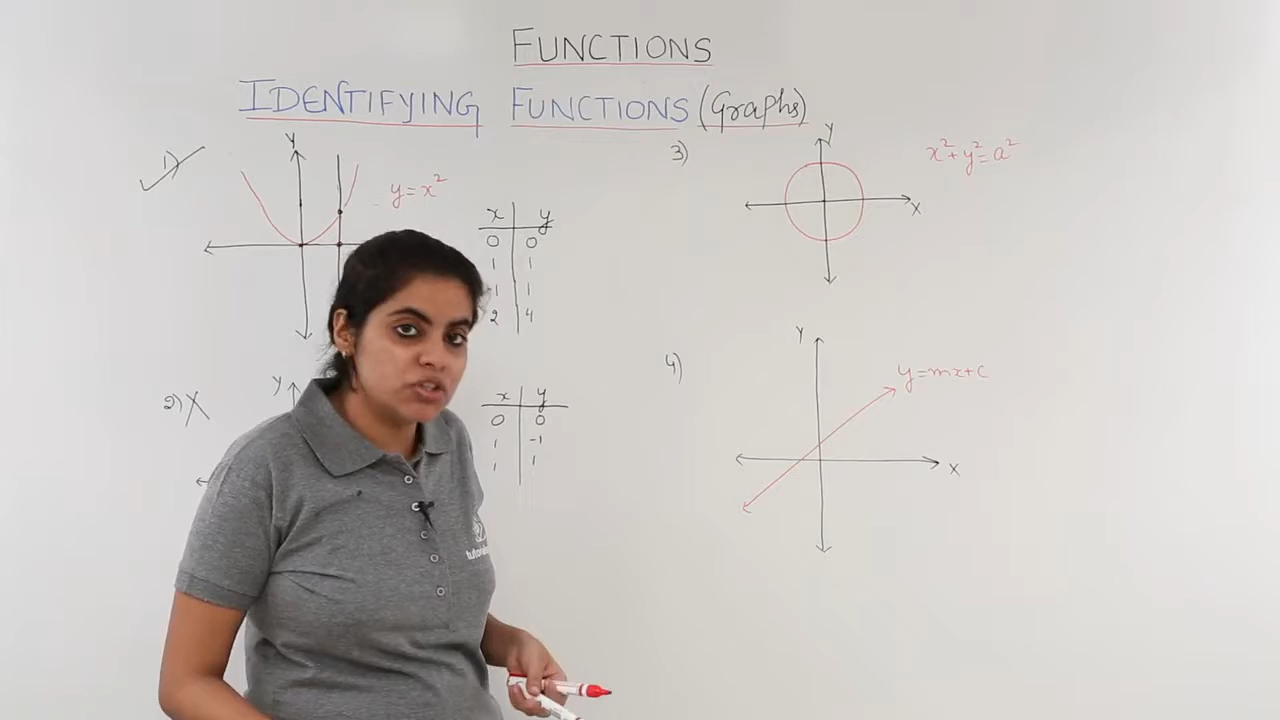 FUNCTIONS
IDENTIFYING FUNCTIONS (Graphs)
1)
Y
y = x²
x y
0 0
1 1
-1 1
2 4
2) X
Y
x y
0 0
1 -1
1 1
3)
Y
X
x² + y² = a²
4)
Y
X
y = mx + c